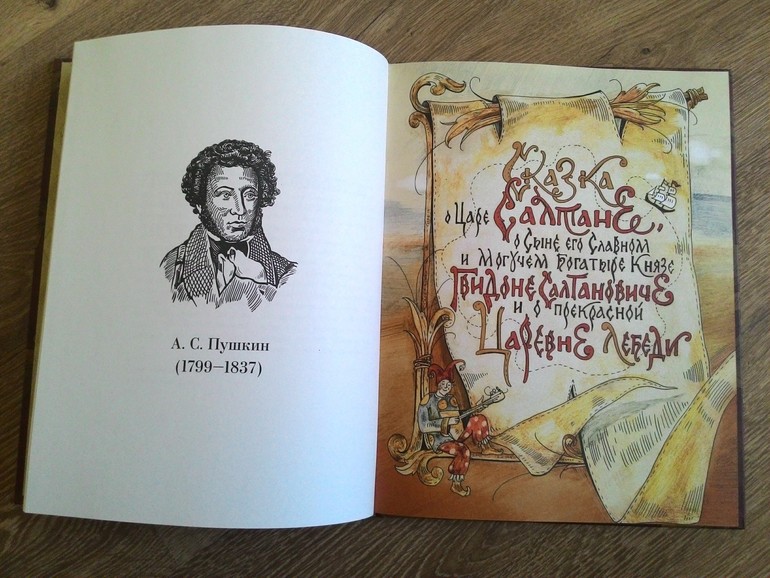 А. С. Пушкин
(1799–1837)
Сказка
о Царе Салтане,
о Сыне его Славном
и Могучем Богатыре Князе
Гвидоне Салтановиче
и о прекрасной
Царевне Лебеди